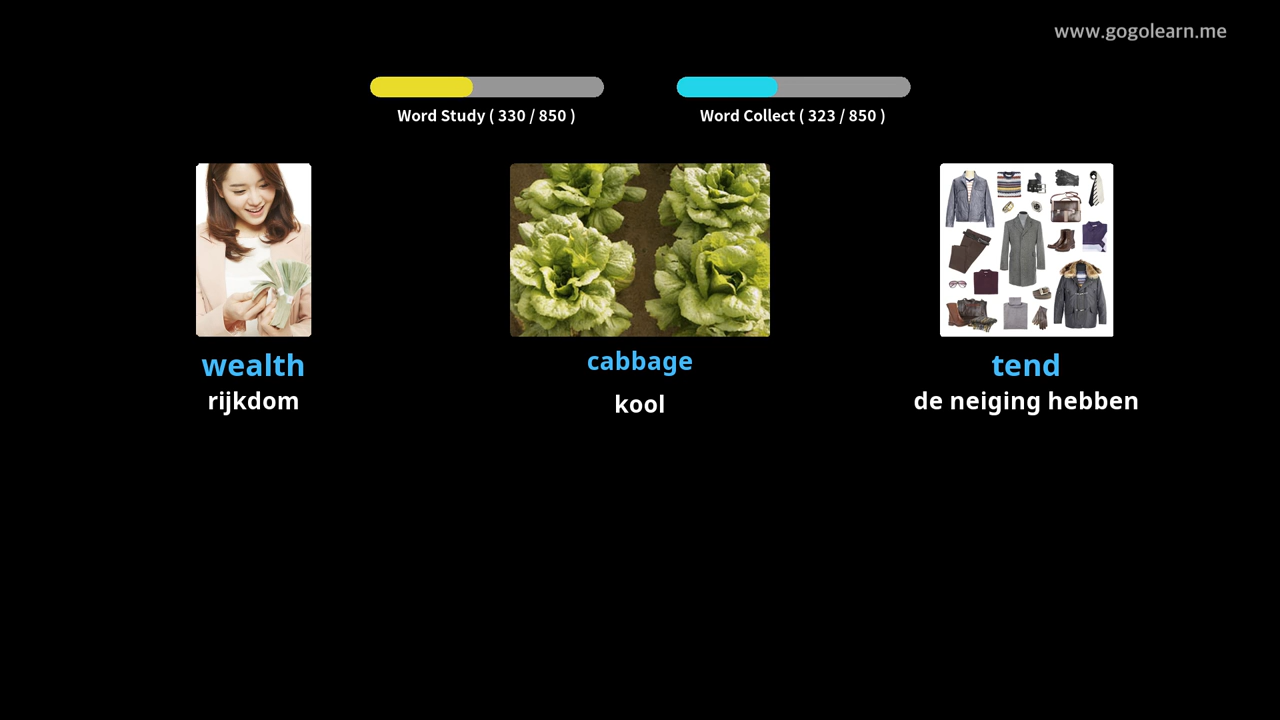 www.gogolearn.me
Word Study ( 330 / 850 )
Word Collect ( 323 / 850 )
wealth
rijkdom
cabbage
kool
tend
de neiging hebben